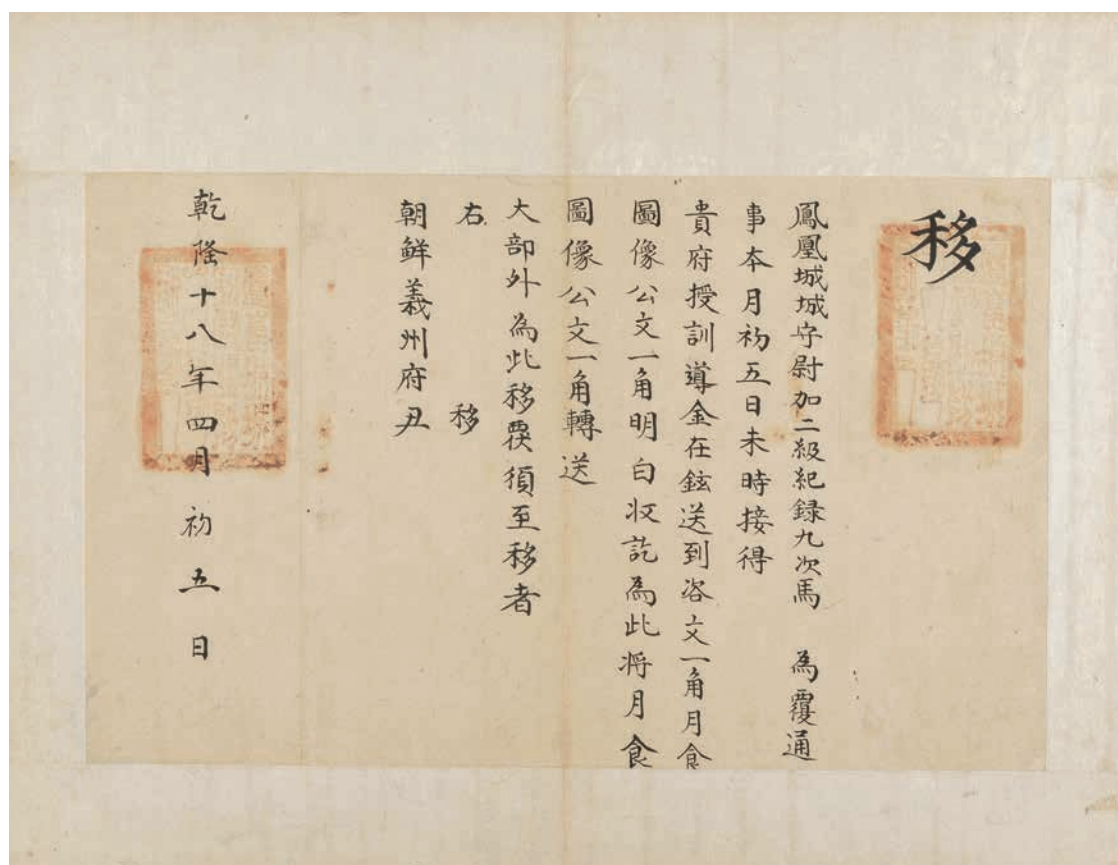 移
鳳凰城城守尉加二級紀録九次馬 為覆通
事本月初五日未時接得
貴府授訓導金在鉉送到咨文一角月食
圖像公文一角明白收訖為此将月食
圖像公文一角轉送
大部外為此移覆須至移者
右 移
朝鮮義州府尹
乾隆十八年四月初五日